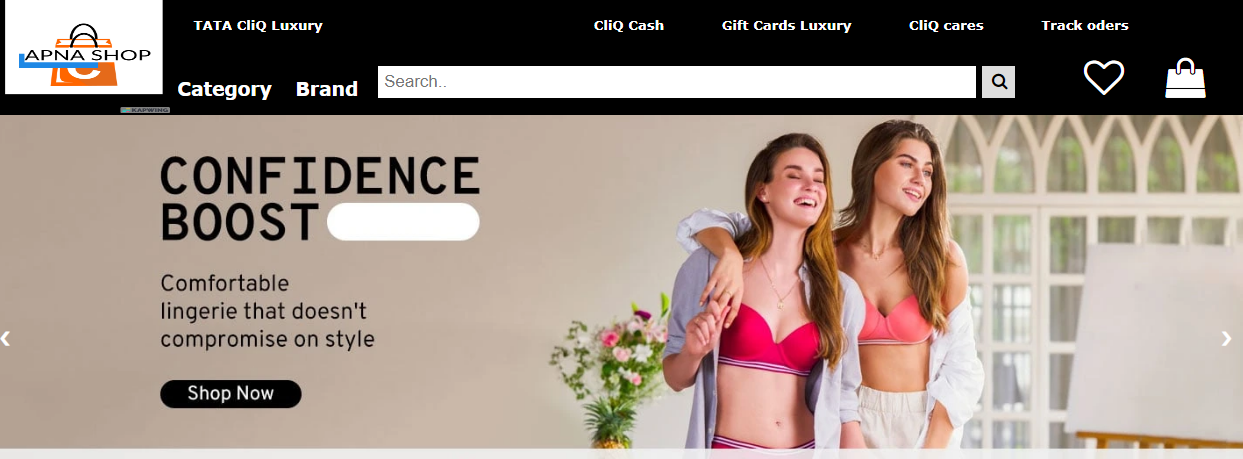 TATA CliQ Luxury
CliQ Cash
Gift Cards Luxury
CliQ cares
Track oders
APNA SHOP
Category
Brand
Search..
KAPWING
CONFIDENCE
BOOST
Comfortable
lingerie that doesn't
compromise on style
Shop Now